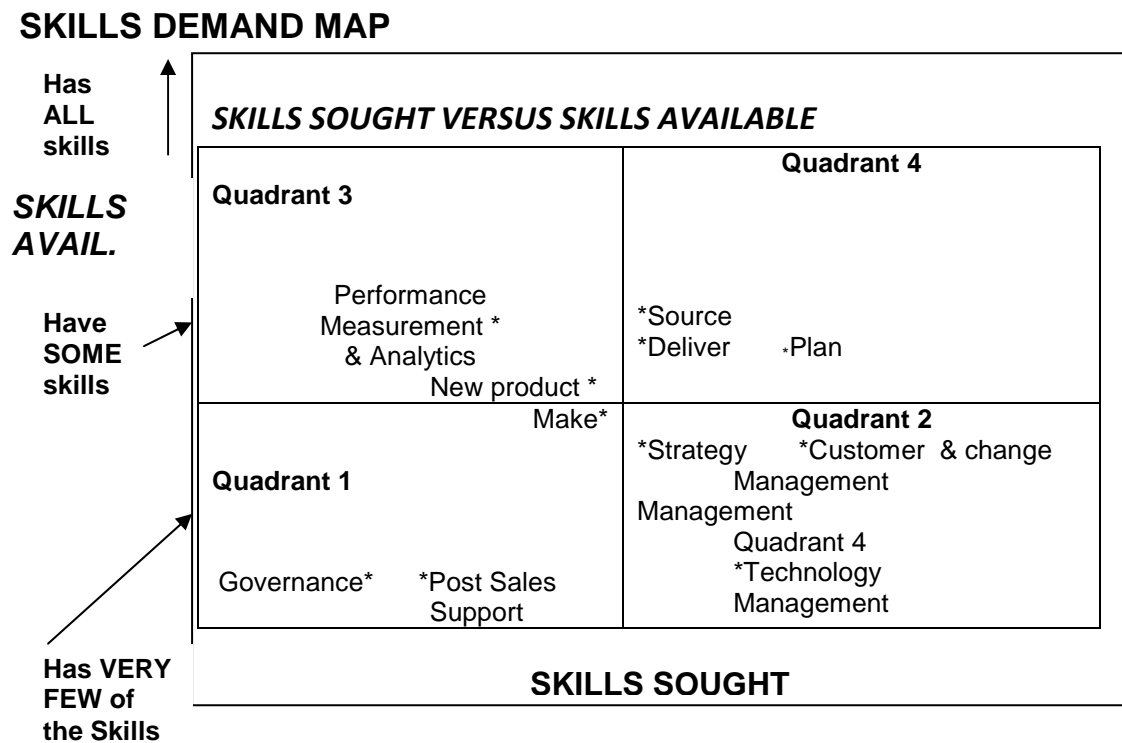 SKILLS DEMAND MAP
Has
ALL
skills
SKILLS SOUGHT VERSUS SKILLS AVAILABLE
SKILLS
AVAIL.
Quadrant 3
Quadrant 4
Performance
Measurement *
& Analytics
New product *
*Source
*Deliver *Plan
Have
SOME
skills
Make*
Quadrant 1
Quadrant 2
*Strategy *Customer & change
Management
Management
Quadrant 4
*Technology
Management
Governance* *Post Sales
Support
Has VERY
FEW of
the Skills
SKILLS SOUGHT